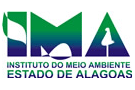 IMA
INSTITUTO DO MEIO AMBIENTE
ESTADO DE ALAGOAS